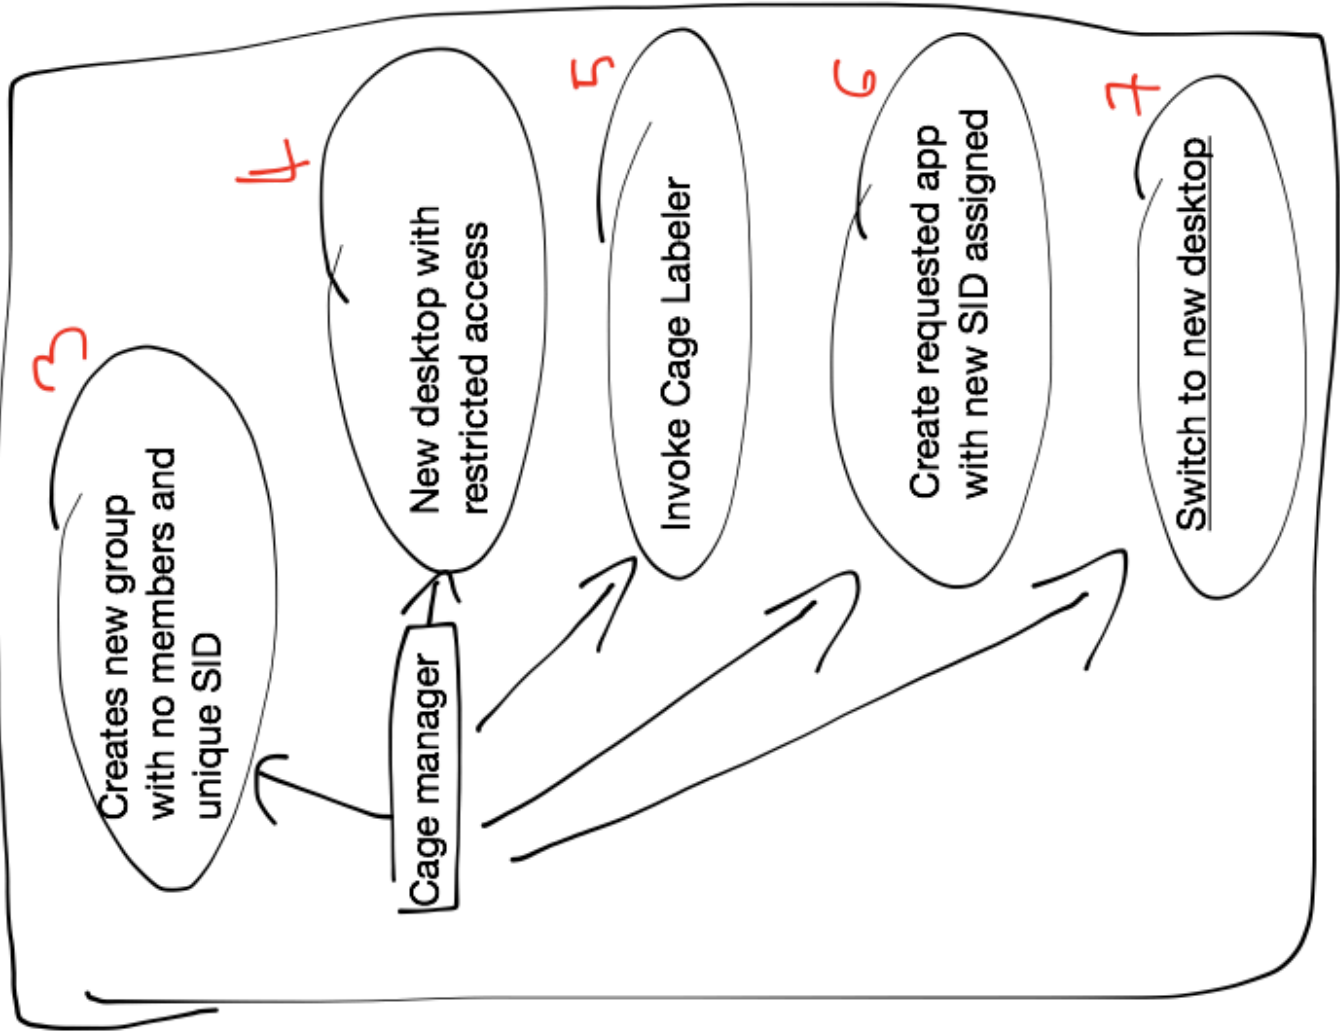 3
Creates new group
with no members and
unique SID
4
New desktop with
restricted access
Cage manager
5
Invoke Cage Labeler
6
Create requested app
with new SID assigned
7
Switch to new desktop